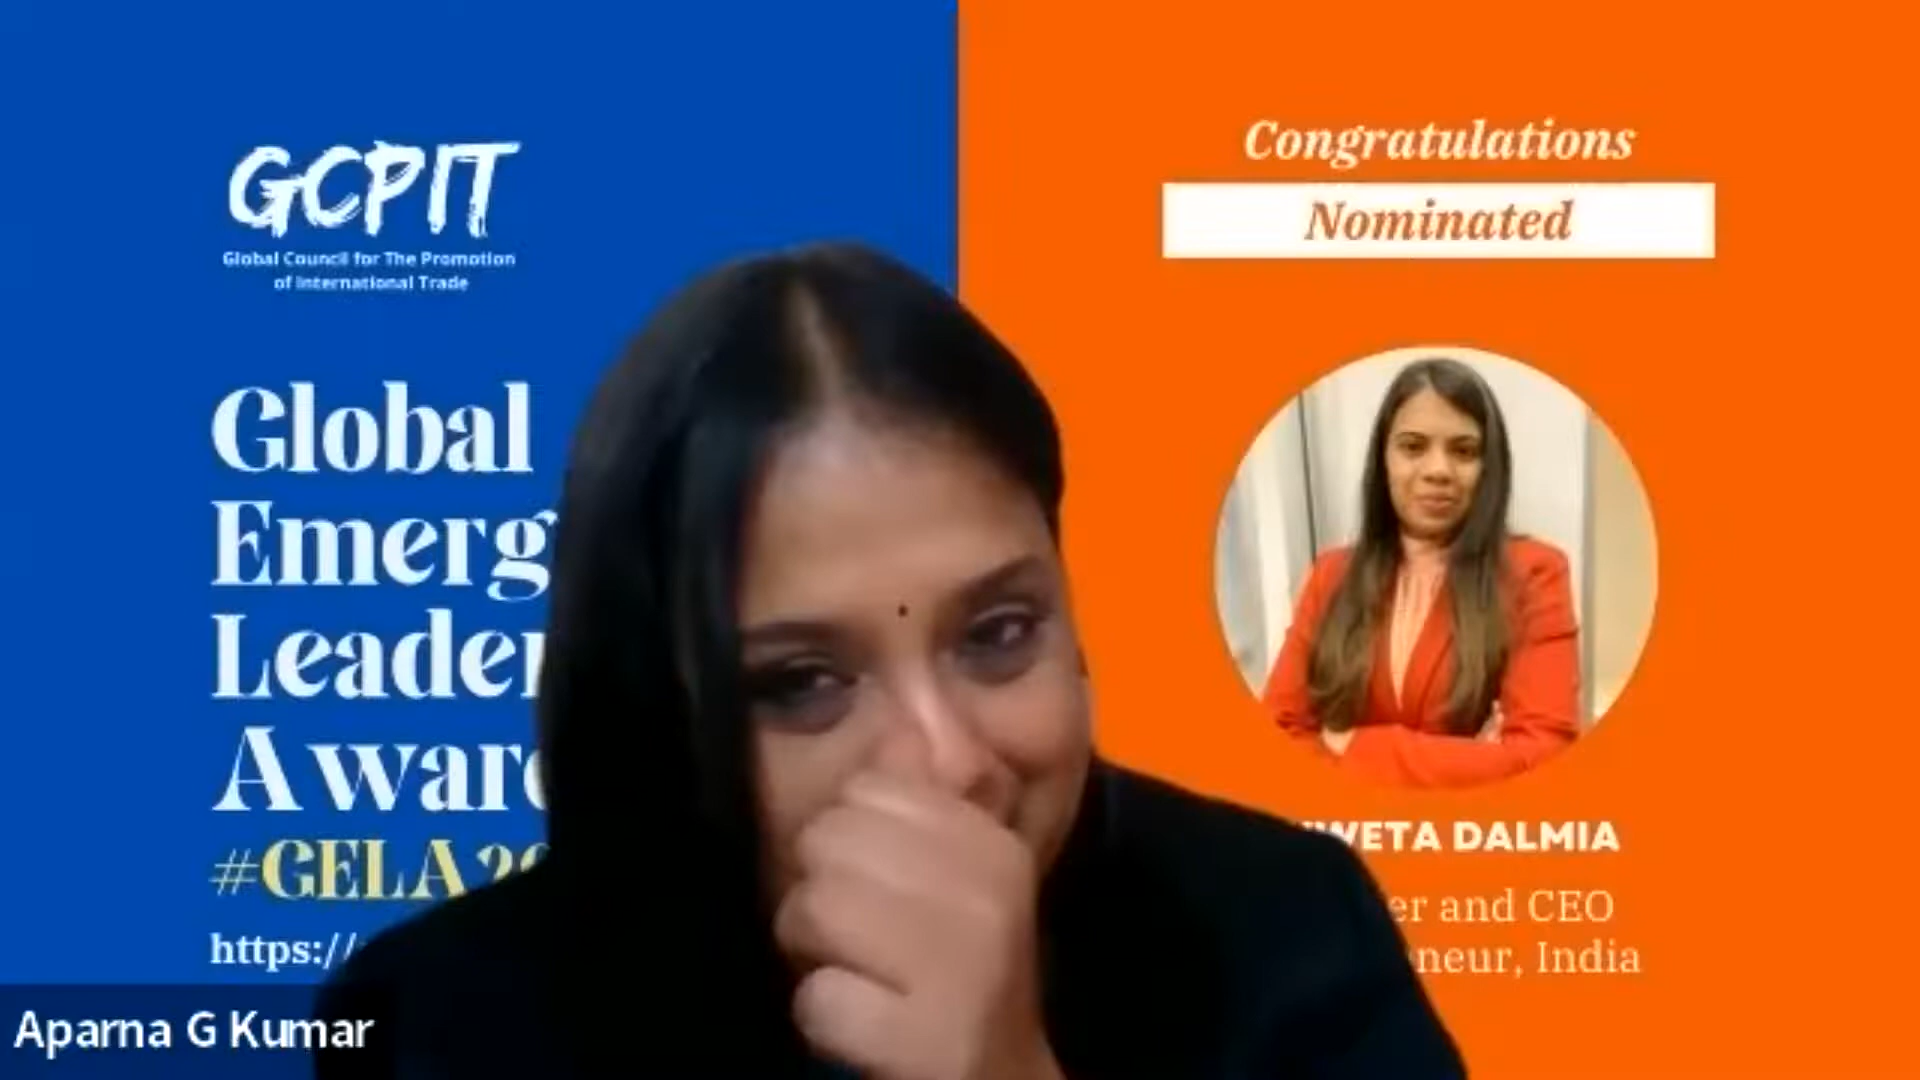 GCPIT
Global Council for The Promotion
of International Trade
Global
Emerg
Leader
Awar
#GELA
https://
Congratulations
Nominated
WETA DALMIA
er and CEO
neur, India
Aparna G Kumar